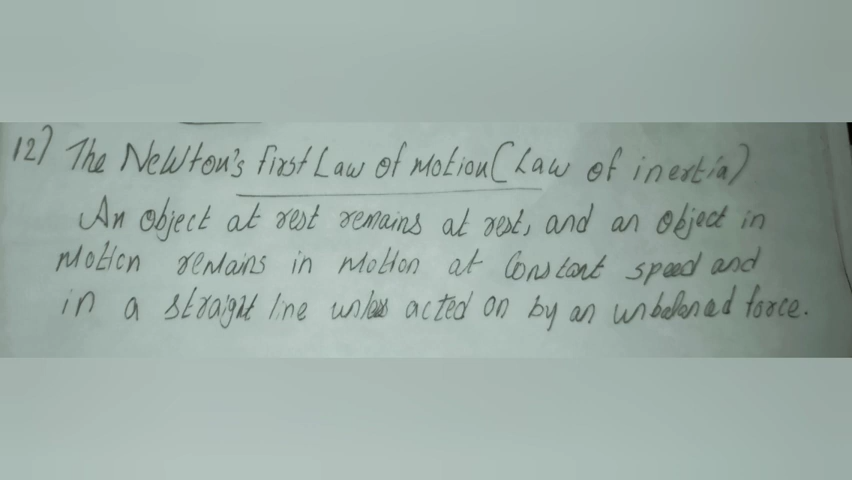 12) The Newton's First Law of Motion (Law of inertia)
An object at rest remains at rest, and an object in
Motion remains in motion at Constant speed and
in a straight line unless acted on by an unbalanced force.